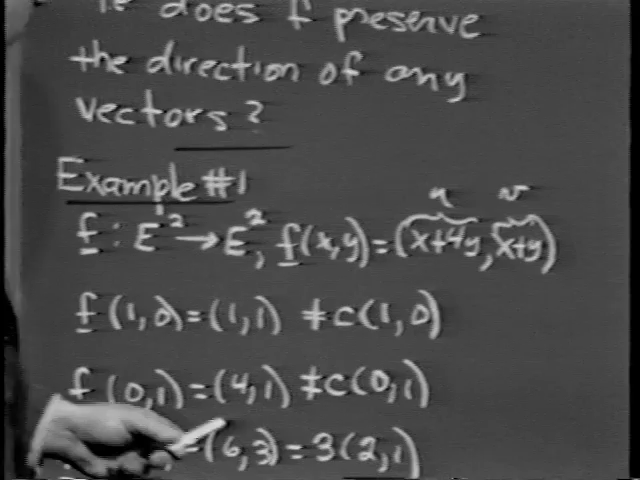 does f preserve
the direction of any
vectors?
Example #1
u v
f : E² → E², f(x,y) = (x+4y, x+y)
f (1,0) = (1,1) ≠ c(1,0)
f (0,1) = (4,1) ≠ c(0,1)
= (6,3) = 3(2,1)